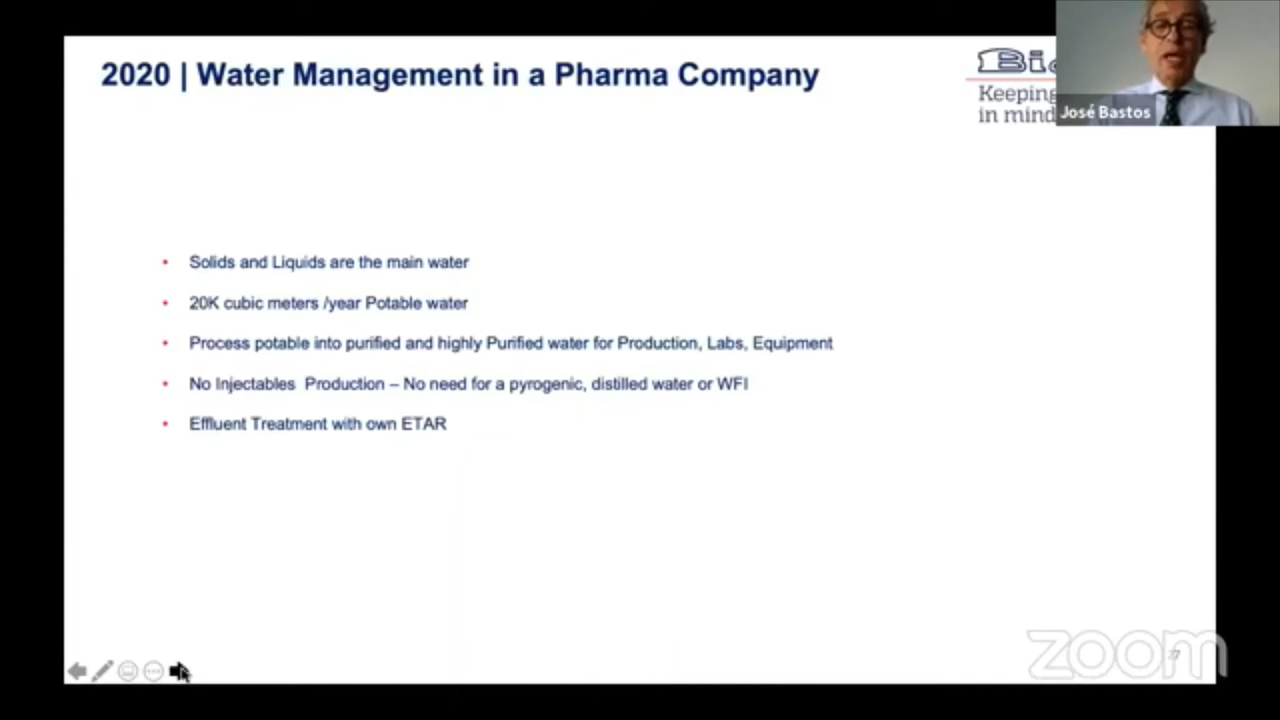 2020 | Water Management in a Pharma Company
Keeping
in mind
José Bastos
• Solids and Liquids are the main water
• 20K cubic meters /year Potable water
• Process potable into purified and highly Purified water for Production, Labs, Equipment
• No Injectables Production – No need for a pyrogenic, distilled water or WFI
• Effluent Treatment with own ETAR
zoom